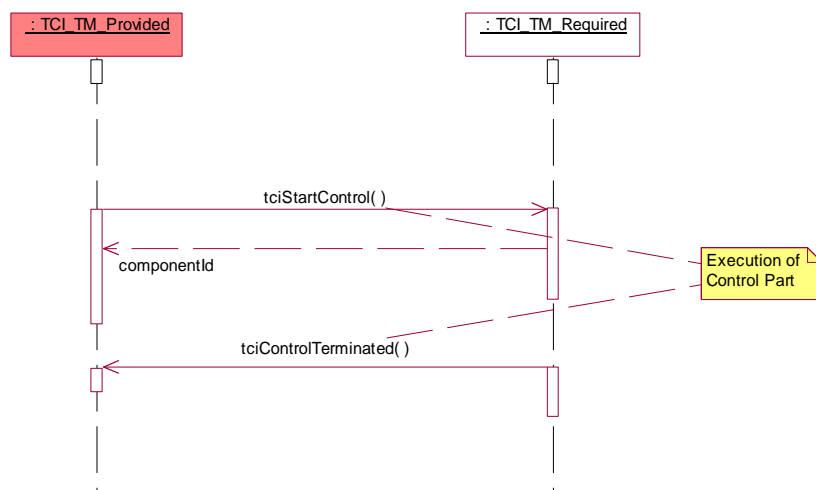 : TCI_TM_Provided
: TCI_TM_Required
tciStartControl( )
componentId
Execution of
Control Part
tciControlTerminated( )